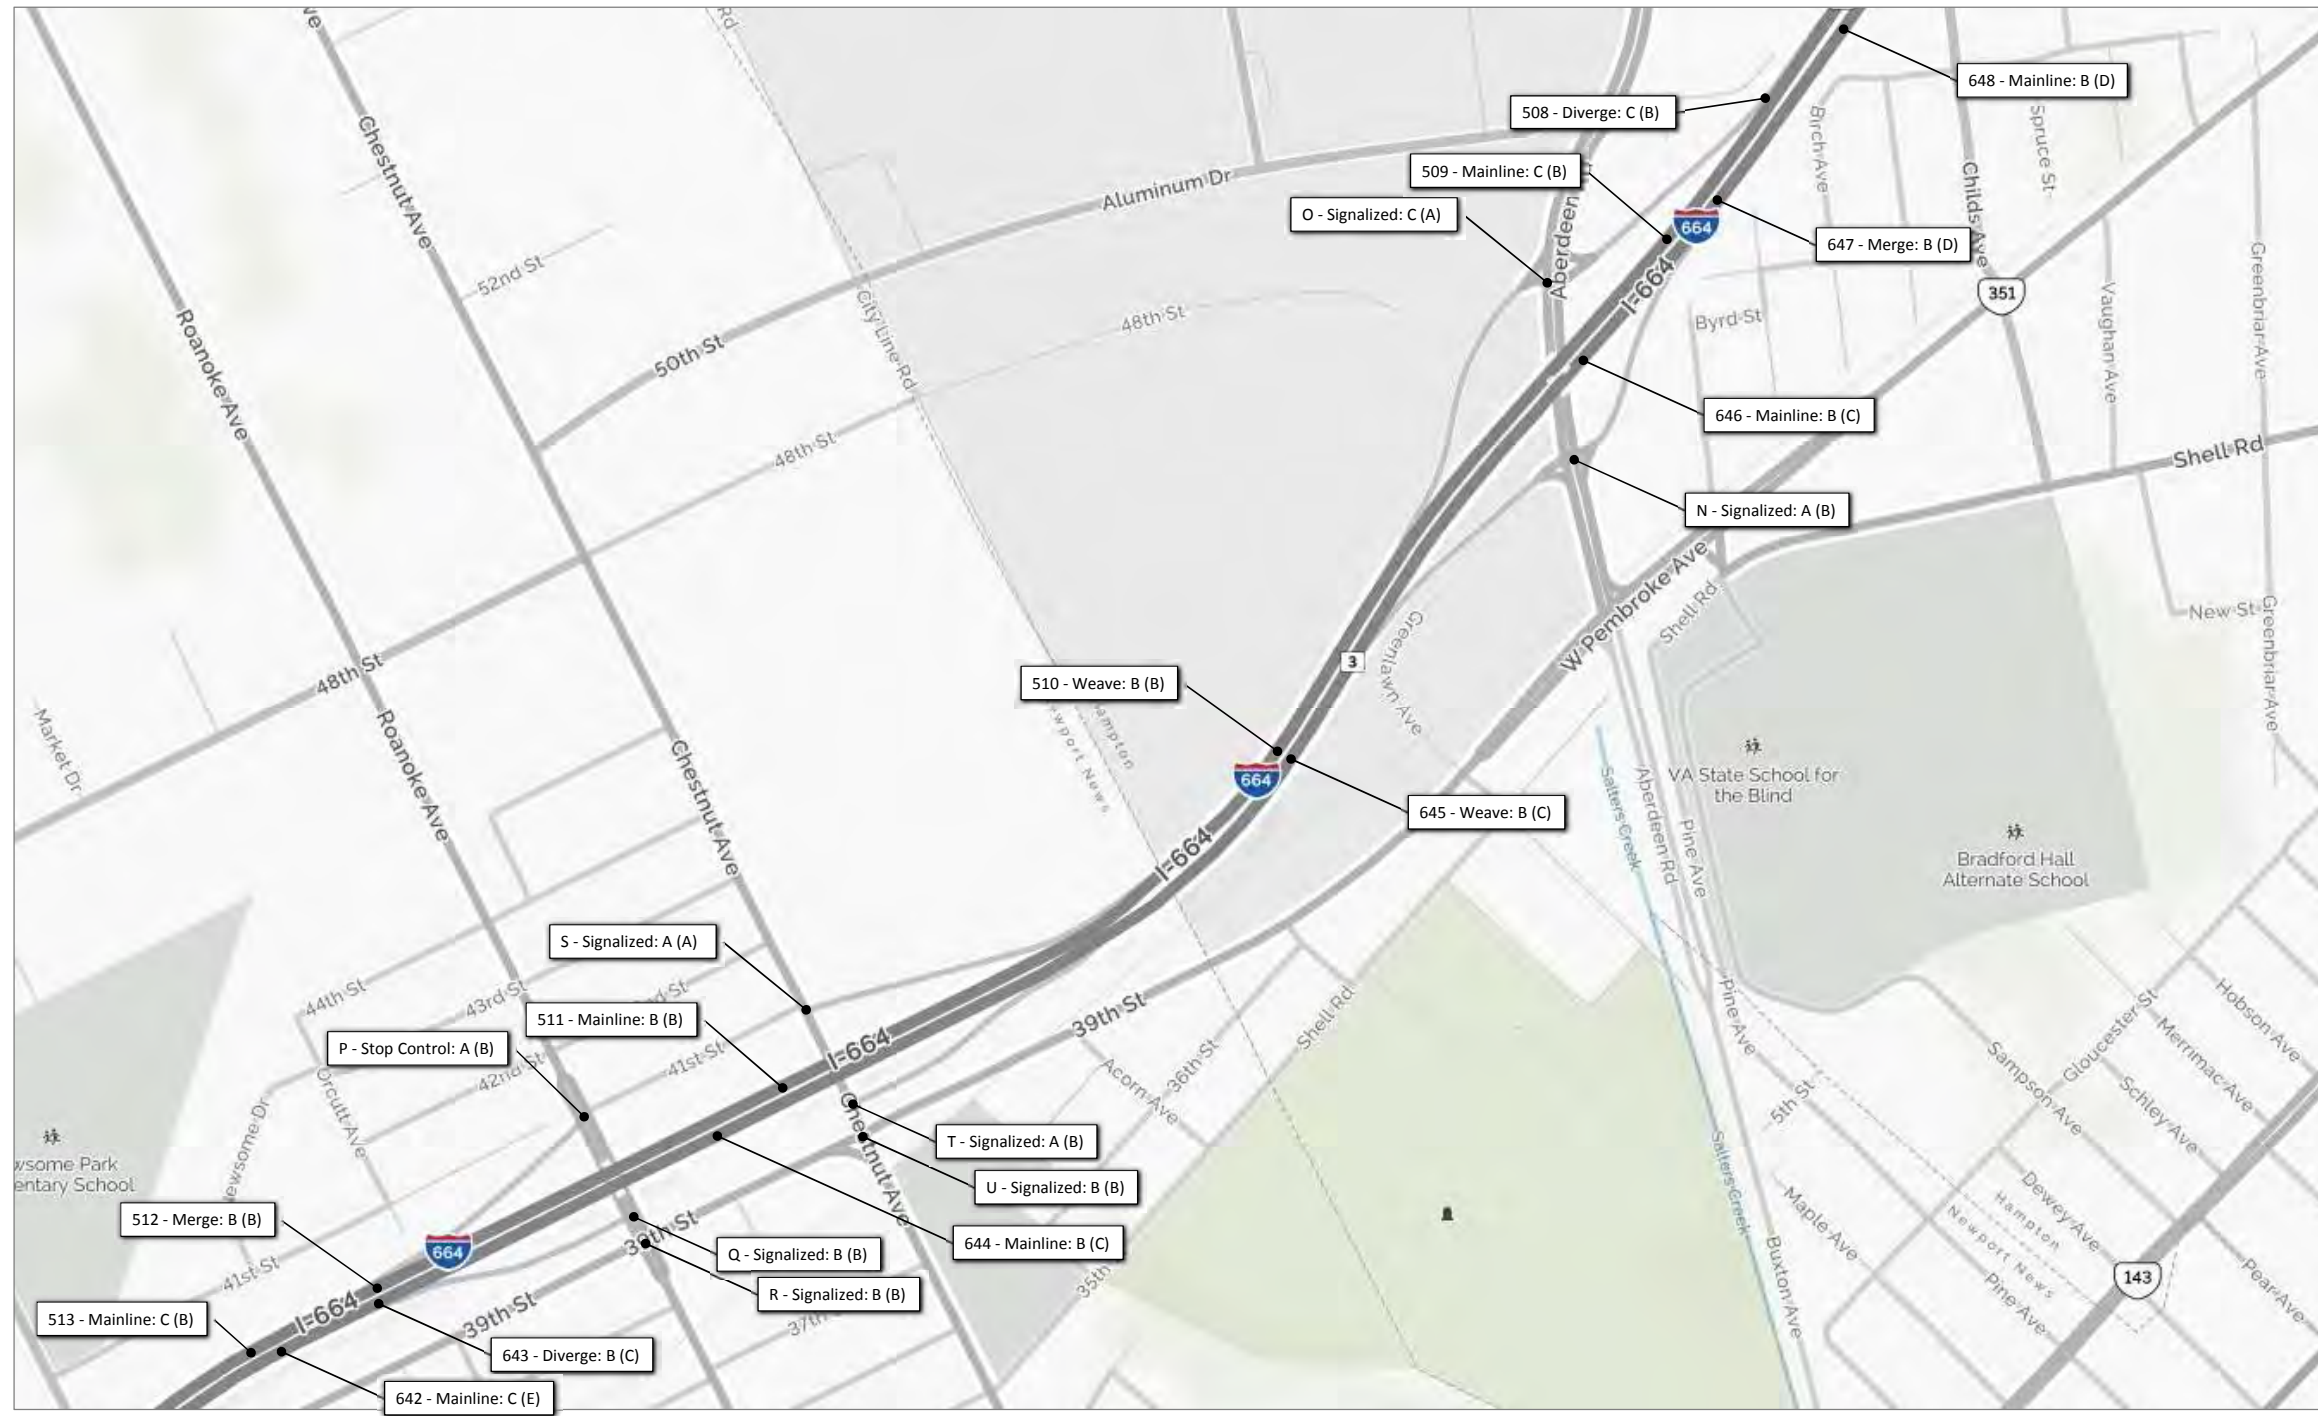 648 - Mainline: B (D)
508 - Diverge: C (B)
509 - Mainline: C (B)
O - Signalized: C (A)
647 - Merge: B (D)
646 - Mainline: B (C)
N - Signalized: A (B)
510 - Weave: B (B)
645 - Weave: B (C)
S - Signalized: A (A)
511 - Mainline: B (B)
P - Stop Control: A (B)
T - Signalized: A (B)
U - Signalized: B (B)
644 - Mainline: B (C)
Q - Signalized: B (B)
R - Signalized: B (B)
512 - Merge: B (B)
513 - Mainline: C (B)
643 - Diverge: B (C)
642 - Mainline: C (E)
Rd
Chestnut Ave
Roanoke Ave
52nd St
50th St
Aluminum Dr
City Line Rd
48th St
48th St
48th St
Market Dr
Roanoke Ave
Chestnut Ave
Aberdeen
664
I-664
Birch Ave
Spruce St
Childs Ave
351
Byrd St
Vaughan Ave
Greenbriar Ave
Shell Rd
W Pembroke Ave
Shell Rd
New St
Greenbriar Ave
3
Greenlawn Ave
Hampton
Newport News
664
I-664
Salters Creek
Aberdeen Rd
Pine Ave
VA State School for
the Blind
Bradford Hall
Alternate School
44th St
43rd St
42nd St
41st St
Orcutt Ave
I-664
39th St
Acorn Ave
36th St
Shell Rd
Chestnut Ave
35th
37th
39th St
39th St
664
I-664
41st St
Pine Ave
5th St
Salters Creek
Buxton Ave
Maple Ave
Pine Ave
Hampton
Newport News
Dewey Ave
Sampson Ave
Gloucester St
Schley Ave
Merrimac Ave
Hobson Ave
Pear Ave
143